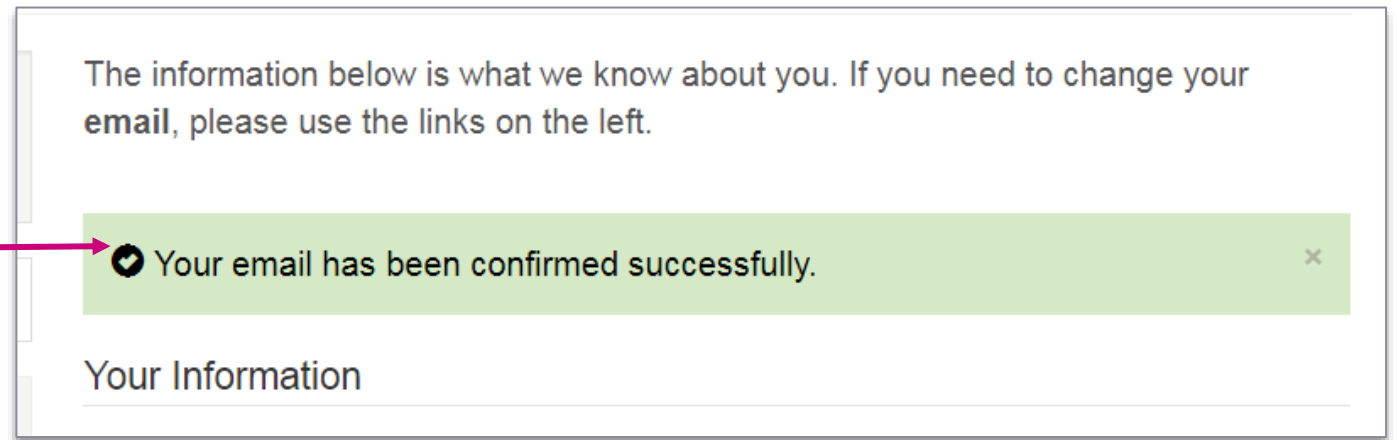 The information below is what we know about you. If you need to change your
email, please use the links on the left.
Your email has been confirmed successfully.
×
Your Information